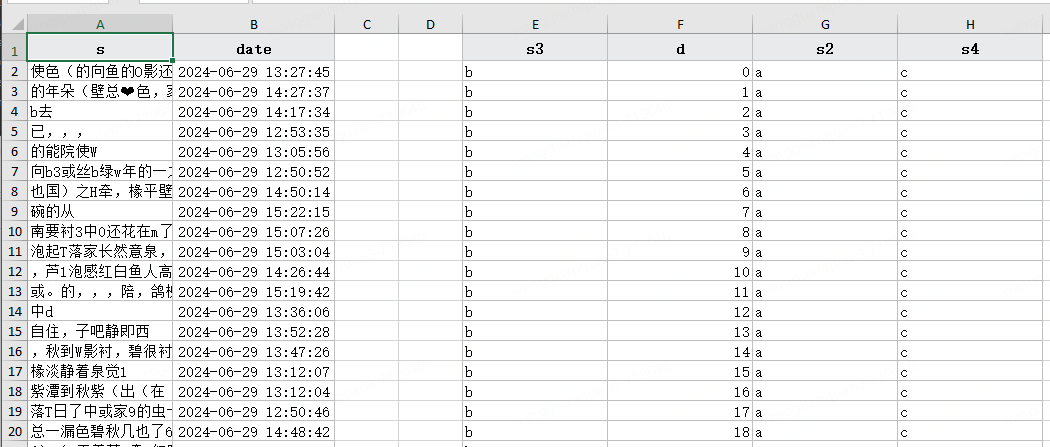 A B C D E F G H
1 s date s3 d s2 s4
2 使色（的向鱼的0影还 2024-06-29 13:27:45 b 0 a c
3 的年朵（壁总❤色，家 2024-06-29 14:27:37 b 1 a c
4 b去 2024-06-29 14:17:34 b 2 a c
5 已，，， 2024-06-29 12:53:35 b 3 a c
6 的能院使W 2024-06-29 13:05:56 b 4 a c
7 向b3或丝b绿w年的一 2024-06-29 12:50:52 b 5 a c
8 也国）之H牵，椽平壁 2024-06-29 14:50:14 b 6 a c
9 碗的从 2024-06-29 15:22:15 b 7 a c
10 南要衬3中0还花在m了 2024-06-29 15:07:26 b 8 a c
11 泡起T落家长然意泉， 2024-06-29 15:03:04 b 9 a c
12 ，芦1泡感红白鱼人高 2024-06-29 14:26:44 b 10 a c
13 或。的，，，陪，鸽 2024-06-29 15:19:42 b 11 a c
14 中d 2024-06-29 13:36:06 b 12 a c
15 自住，子吧静即西 2024-06-29 13:52:28 b 13 a c
16 ，秋到W影衬，碧很衬 2024-06-29 13:47:26 b 14 a c
17 椽淡静着泉觉1 2024-06-29 13:12:07 b 15 a c
18 紫潭到秋紫（出（在 2024-06-29 13:12:04 b 16 a c
19 落T日了中或家9的虫 2024-06-29 12:50:46 b 17 a c
20 总一漏色碧秋几也了6 2024-06-29 14:48:42 b 18 a c